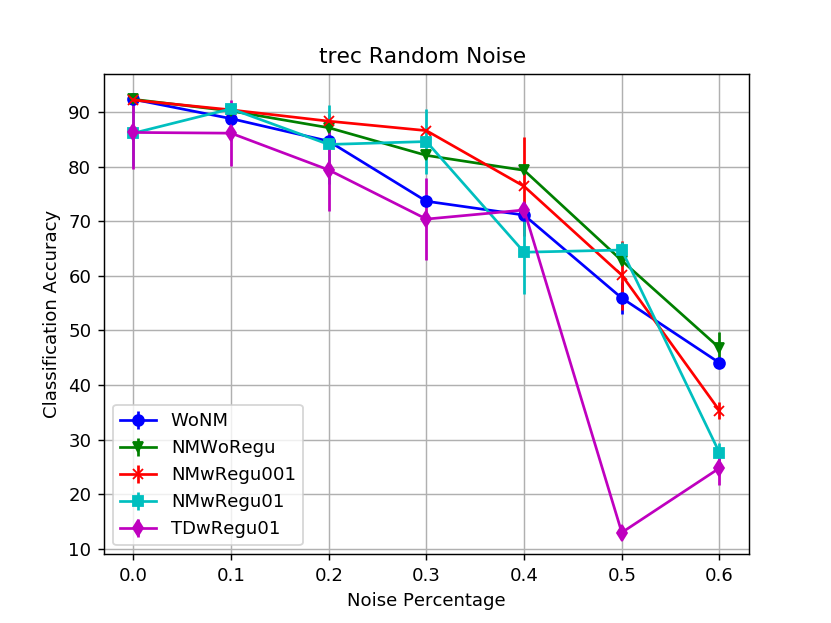 trec Random Noise
Classification Accuracy
90
80
70
60
50
40
30
20
10
WoNM
NMWoRegu
NMwRegu001
NMwRegu01
TDwRegu01
0.0 0.1 0.2 0.3 0.4 0.5 0.6
Noise Percentage